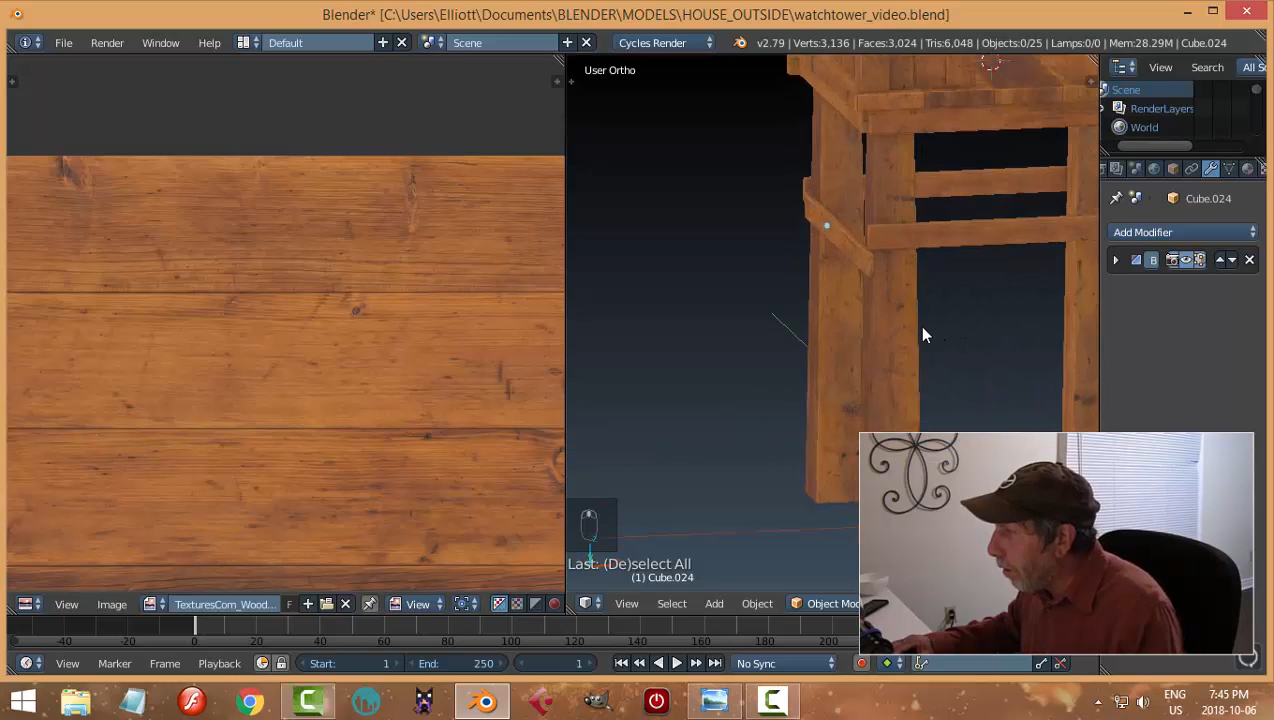 Blender* [C:\Users\Elliott\Documents\BLENDER\MODELS\HOUSE_OUTSIDE\watchtower_video.blend]
File Render Window Help Default Scene Cycles Render v2.79 | Verts:3,136 | Faces:3,024 | Tris:6,048 | Objects:0/25 | Lamps:0/0 | Mem:28.29M | Cube.024
User Ortho
View Search All Sc
Scene
RenderLayers
World
Cube.024
Add Modifier
B
Last: (De)select All
(1) Cube.024
View Image TexturesCom_Wood... F View View Select Add Object Object Mod
-40 -20 0 20 40 60 80 100 120 140 160 180 200
View Marker Frame Playback Start: 1 End: 250 1 No Sync
ENG 7:45 PM
US 2018-10-06